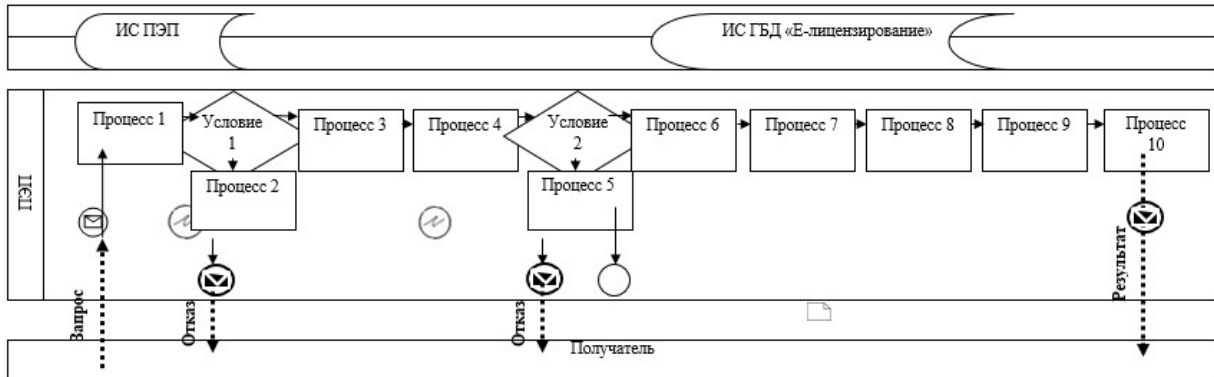 ИС ПЭП
ИС ГБД «Е-лицензирование»
ПЭП
Процесс 1
Условие
1
Процесс 3
Процесс 4
Условие
2
Процесс 6
Процесс 7
Процесс 8
Процесс 9
Процесс
10
Процесс 2
Процесс 5
Запрос
Отказ
Отказ
Результат
Получатель